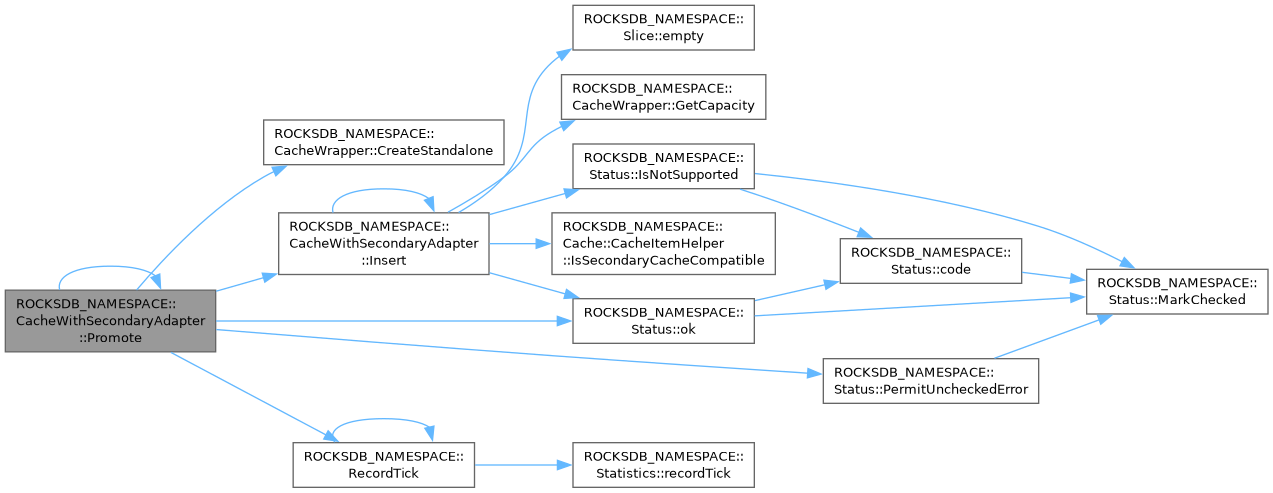 ROCKSDB_NAMESPACE::
Slice::empty
ROCKSDB_NAMESPACE::
CacheWrapper::GetCapacity
ROCKSDB_NAMESPACE::
CacheWrapper::CreateStandalone
ROCKSDB_NAMESPACE::
Status::IsNotSupported
ROCKSDB_NAMESPACE::
CacheWithSecondaryAdapter
::Insert
ROCKSDB_NAMESPACE::
Cache::CacheItemHelper
::IsSecondaryCacheCompatible
ROCKSDB_NAMESPACE::
Status::code
ROCKSDB_NAMESPACE::
Status::MarkChecked
ROCKSDB_NAMESPACE::
CacheWithSecondaryAdapter
::Promote
ROCKSDB_NAMESPACE::
Status::ok
ROCKSDB_NAMESPACE::
Status::PermitUncheckedError
ROCKSDB_NAMESPACE::
RecordTick
ROCKSDB_NAMESPACE::
Statistics::recordTick